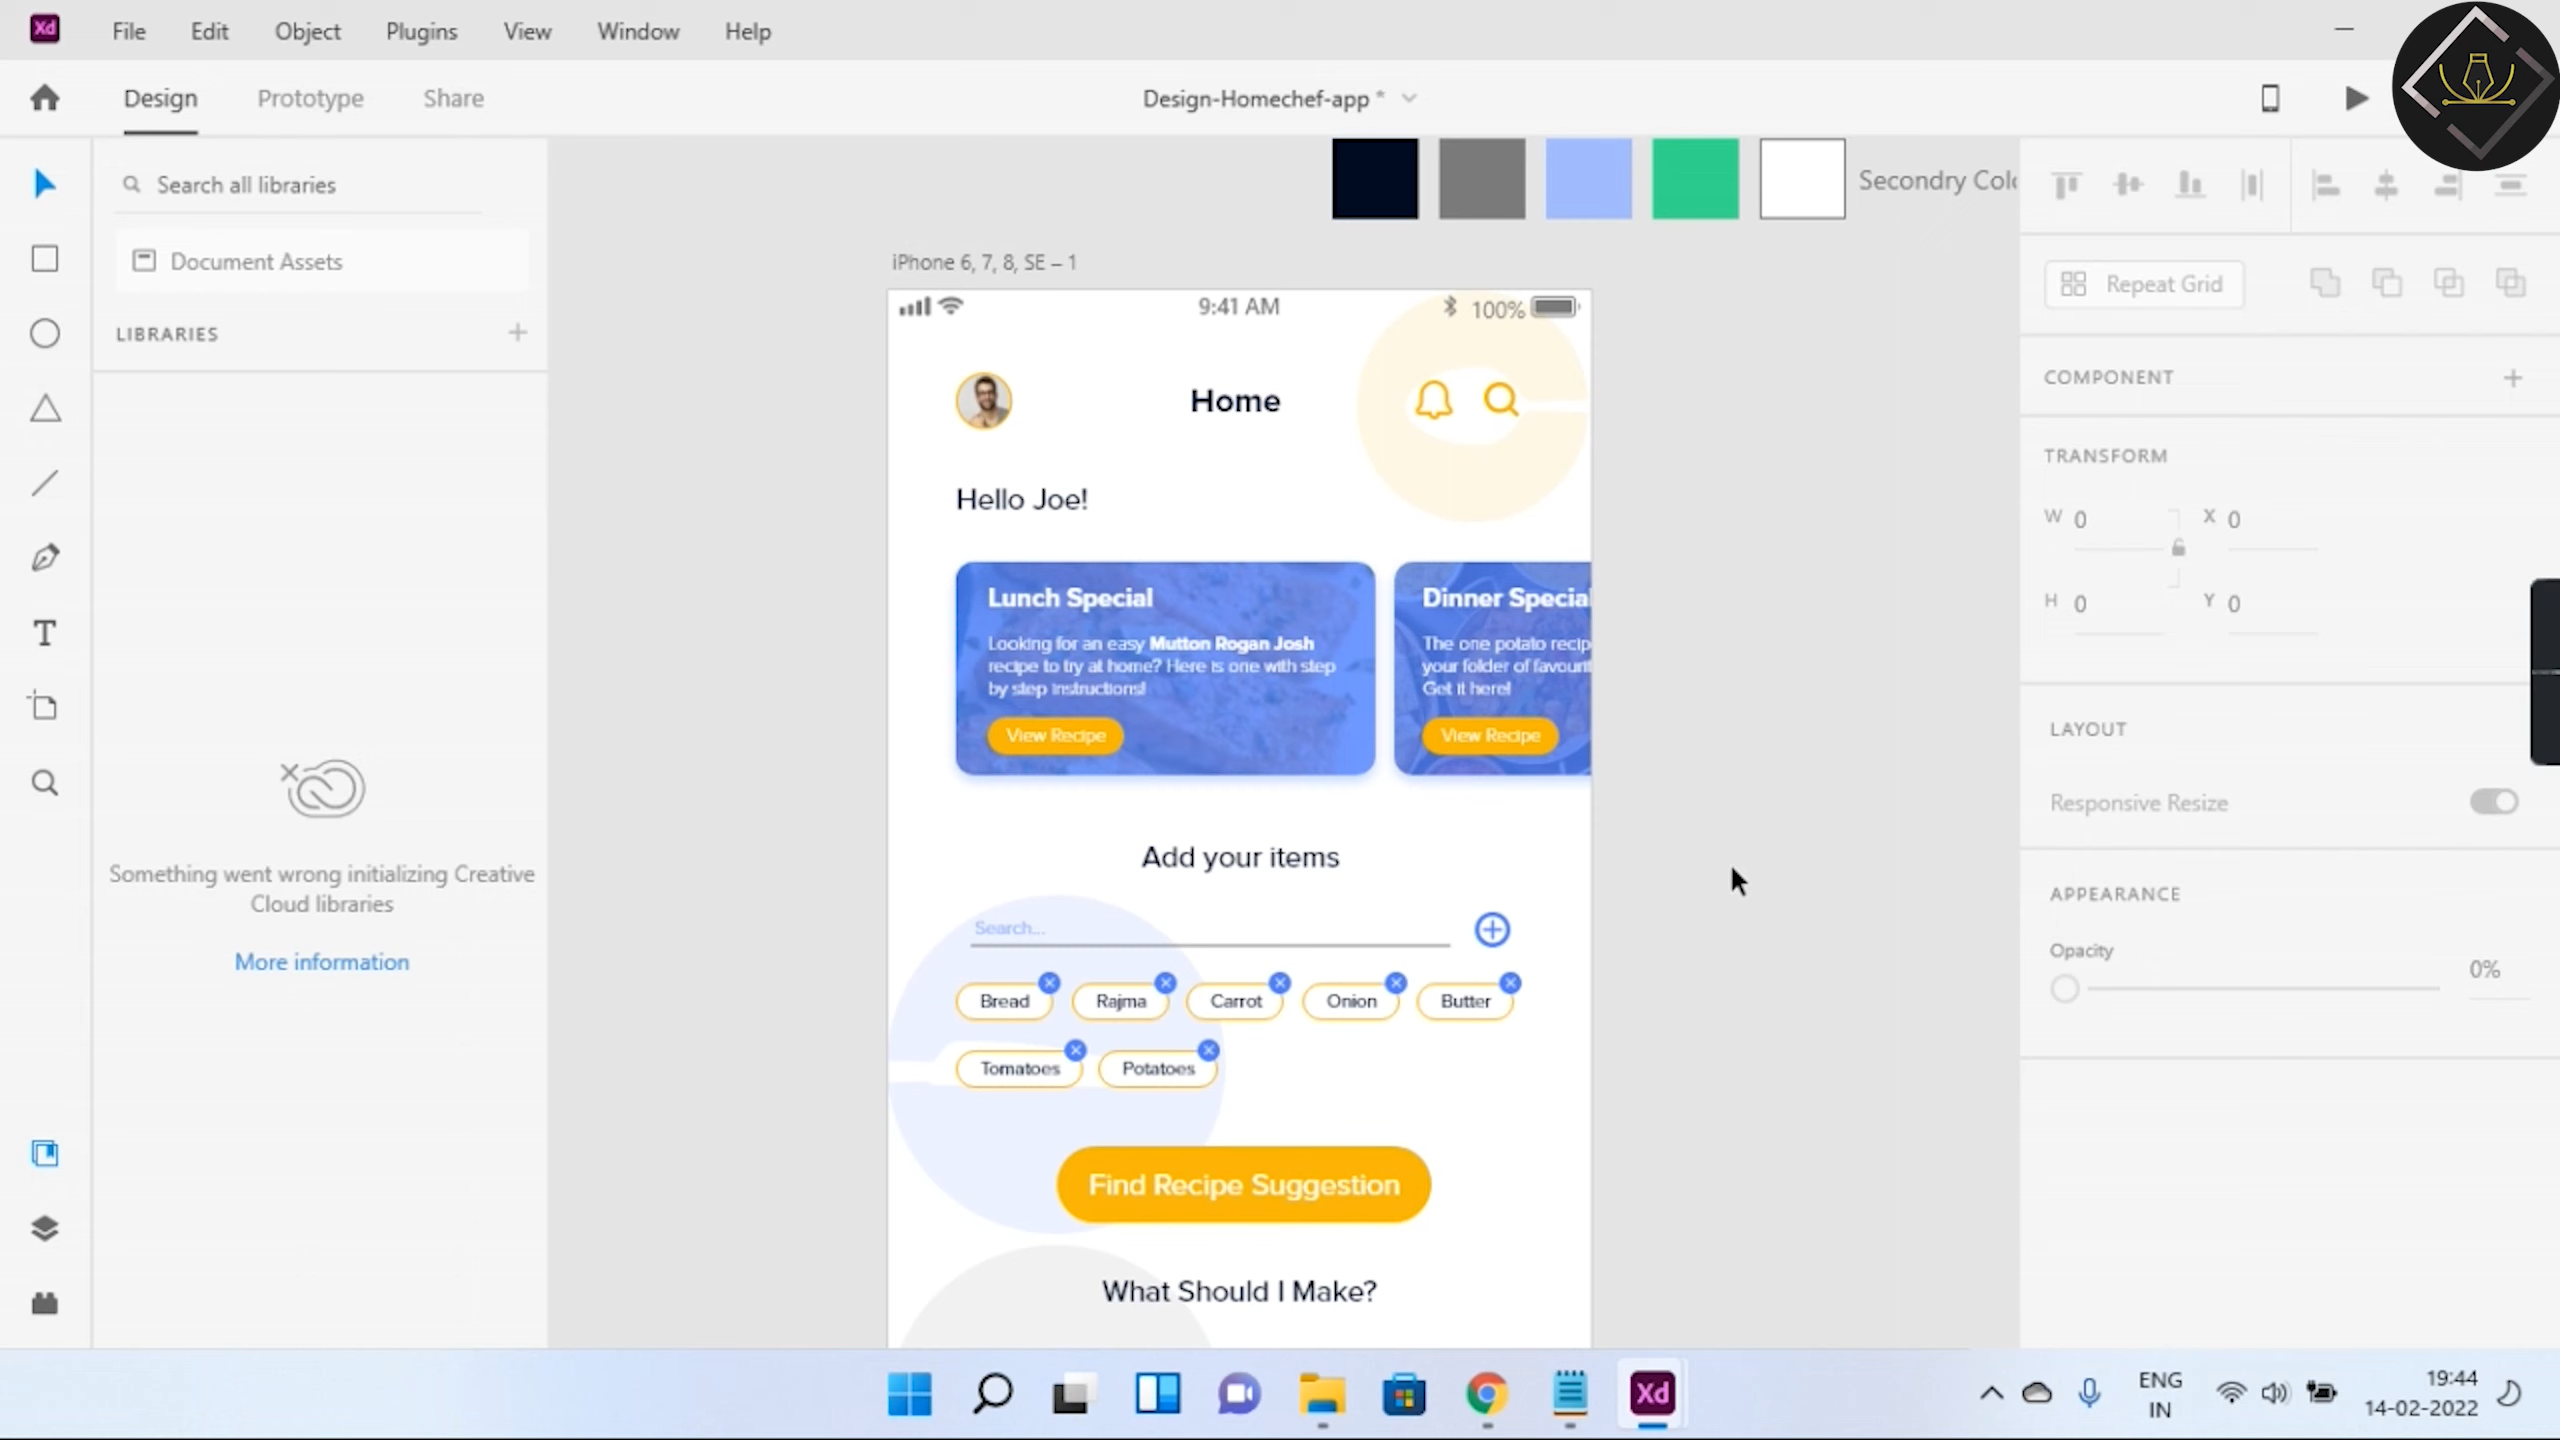 Xd File Edit Object Plugins View Window Help
Design Prototype Share
Design-Homechef-app *
Search all libraries
Document Assets
LIBRARIES
Something went wrong initializing Creative
Cloud libraries
More information
Secondry Colo
iPhone 6, 7, 8, SE – 1
9:41 AM
100%
Home
Hello Joe!
Lunch Special
Looking for an easy Mutton Rogan Josh
recipe to try at home? Here is one with step
by step instructions!
View Recipe
Dinner Special
The one potato recip
your folder of favourit
Get it here!
View Recipe
Add your items
Search...
Bread Rajma Carrot Onion Butter
Tomatoes Potatoes
Find Recipe Suggestion
What Should I Make?
Repeat Grid
COMPONENT
TRANSFORM
W 0 X 0
H 0 Y 0
LAYOUT
Responsive Resize
APPEARANCE
Opacity
0%
Xd
ENG
IN
19:44
14-02-2022